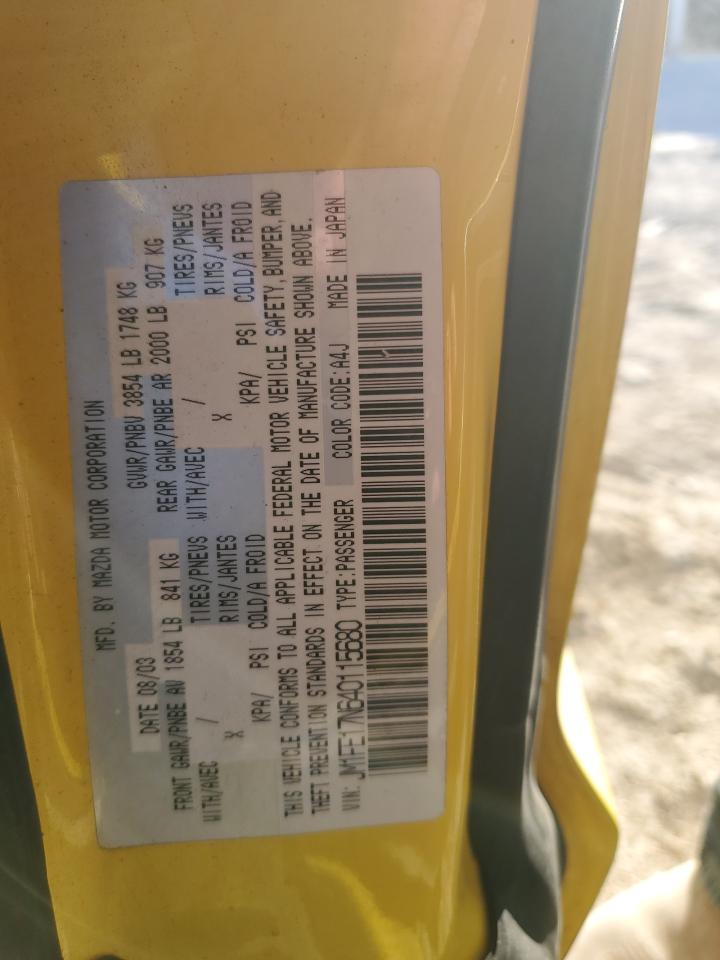 MFD. BY MAZDA MOTOR CORPORATION
DATE 08/03 GVWR/PNBV 3854 LB 1748 KG
FRONT GAWR/PNBE AV 1854 LB 841 KG REAR GAWR/PNBE AR 2000 LB 907 KG
WITH/AVEC / TIRES/PNEUS WITH/AVEC / TIRES/PNEUS
X RIMS/JANTES X RIMS/JANTES
KPA/ PSI COLD/A FROID KPA/ PSI COLD/A FROID
THIS VEHICLE CONFORMS TO ALL APPLICABLE FEDERAL MOTOR VEHICLE SAFETY, BUMPER, AND
THEFT PREVENTION STANDARDS IN EFFECT ON THE DATE OF MANUFACTURE SHOWN ABOVE.
VIN: JM1FE17N640115680 TYPE:PASSENGER COLOR CODE:A4J MADE IN JAPAN